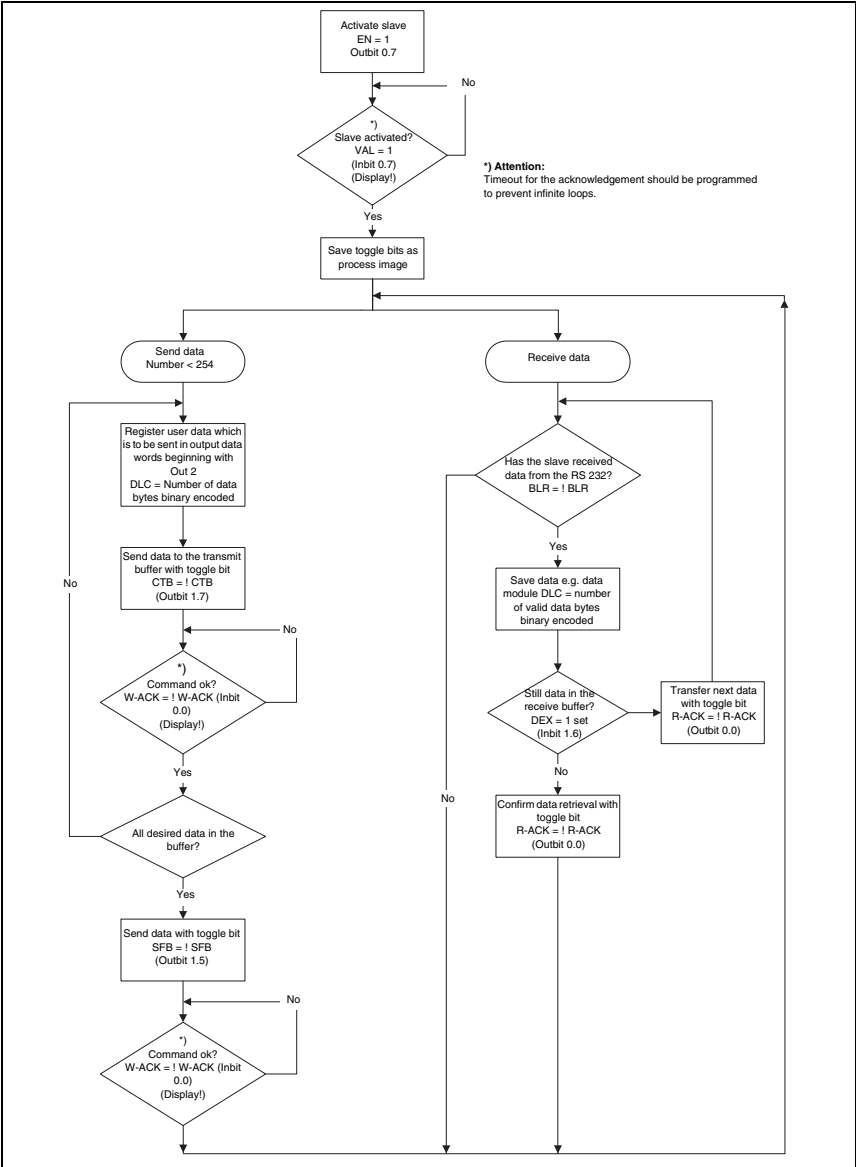 Activate slave
EN = 1
Outbit 0.7
No
*)
Slave activated?
VAL = 1
(Inbit 0.7)
(Display!)
*) Attention:
Timeout for the acknowledgement should be programmed
to prevent infinite loops.
Yes
Save toggle bits as
process image
Send data
Number < 254
Register user data which
is to be sent in output data
words beginning with
Out 2
DLC = Number of data
bytes binary encoded
Send data to the transmit
buffer with toggle bit
CTB = ! CTB
(Outbit 1.7)
No
No
*)
Command ok?
W-ACK = ! W-ACK (Inbit
0.0)
(Display!)
Yes
All desired data in the
buffer?
Yes
Send data with toggle bit
SFB = ! SFB
(Outbit 1.5)
No
*)
Command ok?
W-ACK = ! W-ACK (Inbit
0.0)
(Display!)
Receive data
Has the slave received
data from the RS 232?
BLR = ! BLR
Yes
Save data e.g. data
module DLC = number
of valid data bytes
binary encoded
Still data in the
receive buffer?
DEX = 1 set
(Inbit 1.6)
Transfer next data
with toggle bit
R-ACK = ! R-ACK
(Outbit 0.0)
No
No
Confirm data retrieval with
toggle bit
R-ACK = ! R-ACK
(Outbit 0.0)